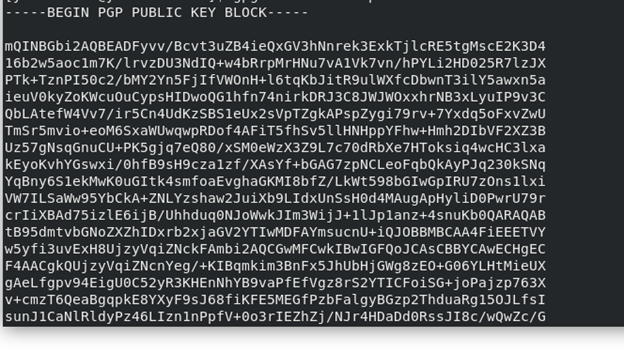 -----BEGIN PGP PUBLIC KEY BLOCK-----
mQINBGbi2AQBEADFyvv/Bcvt3uZB4ieQxGV3hNnrek3ExkTjlcRE5tgMscE2K3D4
16b2w5aoc1m7K/lrvzDU3NdIQ+w4bRrpMrHNu7vA1Vk7vn/hPYLi2HD025R7lzJX
PTk+TznPI50c2/bMY2Yn5FjIfVWOnH+l6tqKbJitR9ulWXfcDbwnT3ilY5awxn5a
ieuV0kyZoKWcuOuCypsHIDwoQG1hfn74nirkDRJ3C8JWJWOxxhrNB3xLyuIP9v3C
QbLAtefW4Vv7/ir5Cn4UdKzSBS1eUx2sVpTZgkAPspZygi79rv+7Yxdq5oFxvZwU
TmSr5mvio+eoM6SxaWUwqwpRDof4AFiT5fhSv5llHNHppYFhw+Hmh2DIbVF2XZ3B
Uz57gNsqGnuCU+PK5gjq7eQ80/xSM0eWzX3Z9L7c70dRbXe7HToksiq4wcHC3lxa
kEyoKvhYGswxi/0hfB9sH9cza1zf/XAsYf+bGAG7zpNCLeoFqbQkAyPJq230kSNq
YqBny6S1ekMwK0uGItk4smfoaEvghaGKMI8bfZ/LkWt598bGIwGpIRU7zOns1lxi
VW7ILSaWw95YbCkA+ZNLYzshaw2JuiXb9LIdxUnSsH0d4MAugApHyliD0PwrU79r
crIiXBAd75izlE6ijB/Uhhduq0NJoWwkJIm3WijJ+1lJp1anz+4snuKb0QARAQAB
tB95dmtvbGNoZXZhIDxrb2xjaGV2YTIwMDFAYmsucnU+iQJOBBMBCAA4FiEEETVY
w5yfi3uvExH8UjzyVqiZNckFAmbi2AQCGwMFCwkIBwIGFQoJCAsCBBYCAwECHgEC
F4AACgkQUjzyVqiZNcnYeg/+KIBqmkim3BnFx5JhUbHjGWg8zEO+G06YLHtMieUX
gAeLfgpv94EigU0C52yR3KHEnNhYB9vaPfEfVgz8rS2YTICFoiSG+joPajzp763X
v+cmzT6QeaBgqpkE8YXyF9sJ68fiKFE5MEGfPzbFalgyBGzp2ThduaRg15OJLfsI
sunJ1CaNlRldyPz46LIzn1nPpfV+0o3rIEZhZj/NJr4HDaDd0RssJI8c/wQwZc/G